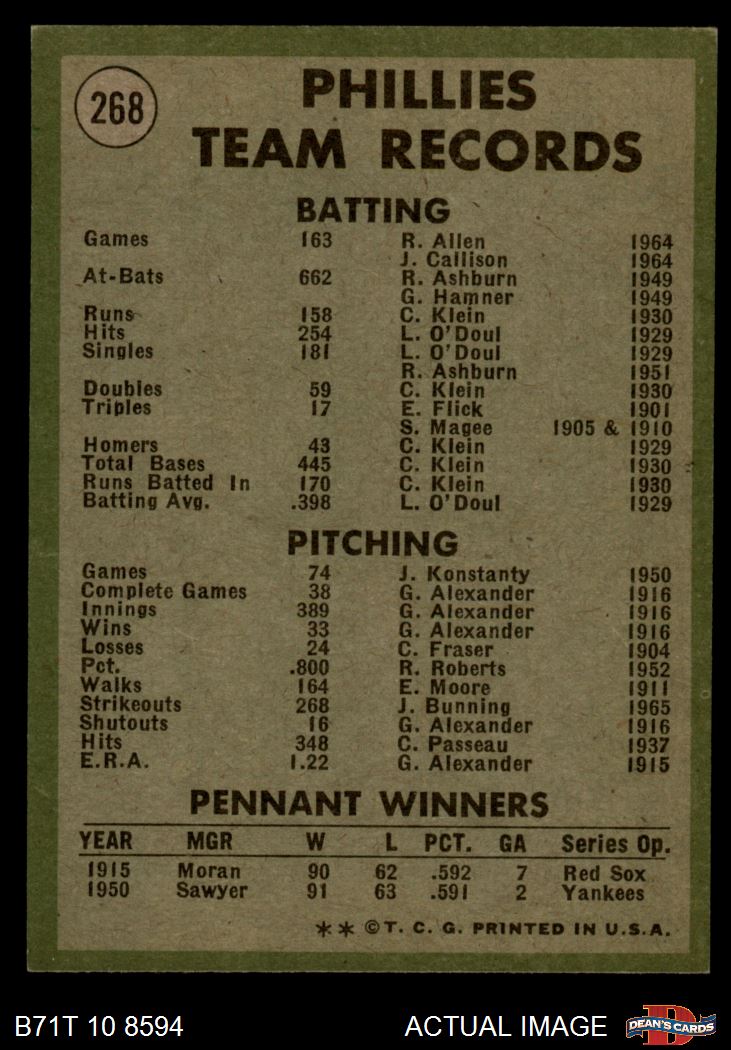 268
PHILLIES
TEAM RECORDS
BATTING
Games 163 R. Allen 1964
J. Callison 1964
At-Bats 662 R. Ashburn 1949
G. Hamner 1949
Runs 158 C. Klein 1930
Hits 254 L. O'Doul 1929
Singles 181 L. O'Doul 1929
R. Ashburn 1951
Doubles 59 C. Klein 1930
Triples 17 E. Flick 1901
S. Magee 1905 & 1910
Homers 43 C. Klein 1929
Total Bases 445 C. Klein 1930
Runs Batted In 170 C. Klein 1930
Batting Avg. .398 L. O'Doul 1929
PITCHING
Games 74 J. Konstanty 1950
Complete Games 38 G. Alexander 1916
Innings 389 G. Alexander 1916
Wins 33 G. Alexander 1916
Losses 24 C. Fraser 1904
Pct. .800 R. Roberts 1952
Walks 164 E. Moore 1911
Strikeouts 268 J. Bunning 1965
Shutouts 16 G. Alexander 1916
Hits 348 C. Passeau 1937
E.R.A. 1.22 G. Alexander 1915
PENNANT WINNERS
YEAR MGR W L PCT. GA Series Op.
1915 Moran 90 62 .592 7 Red Sox
1950 Sawyer 91 63 .591 2 Yankees
** © T. C. G. PRINTED IN U.S.A.
B71T 10 8594 ACTUAL IMAGE D DEAN'S CARDS